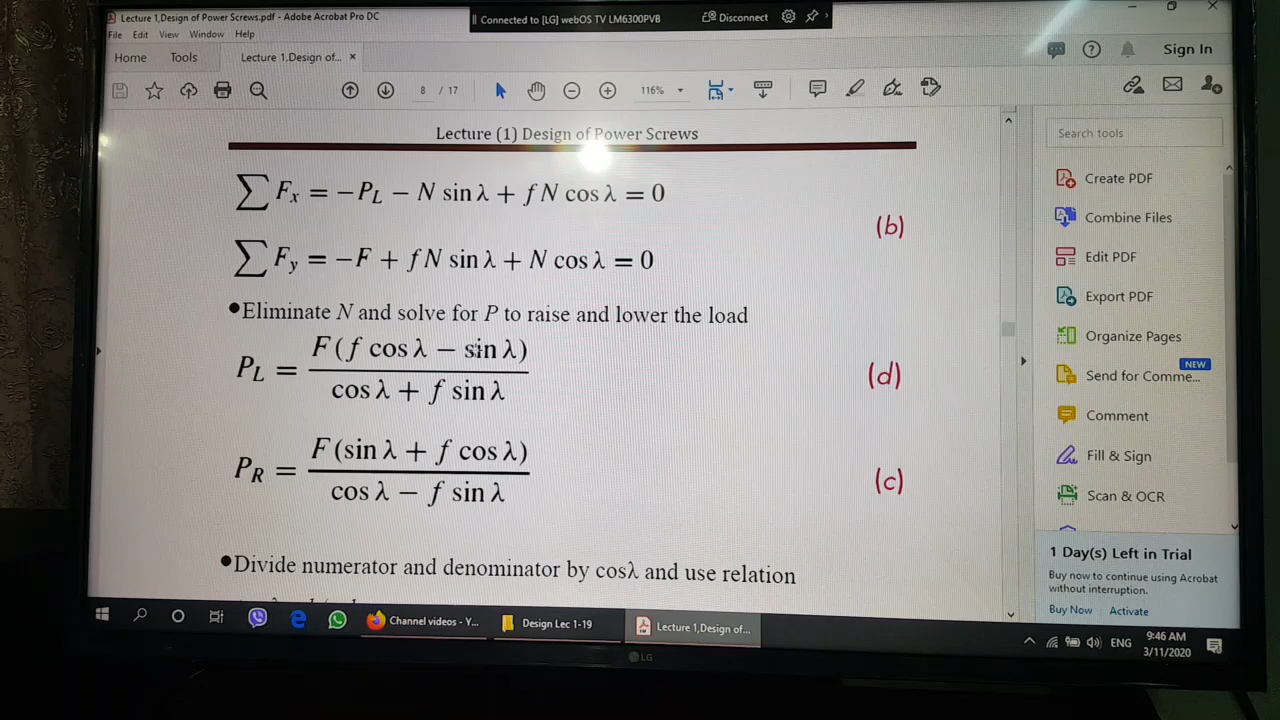 Lecture 1,Design of Power Screws.pdf - Adobe Acrobat Pro DC
Connected to [LG] webOS TV LM6300PVB
Disconnect
File Edit View Window Help
Home Tools Lecture 1,Design of... ×
Sign In
8 / 17
116%
Lecture (1) Design of Power Screws
∑ Fx = −PL − N sin λ + fN cos λ = 0
(b)
∑ Fy = −F + fN sin λ + N cos λ = 0
•Eliminate N and solve for P to raise and lower the load
PL = F(f cos λ − sin λ) / cos λ + f sin λ
(d)
PR = F(sin λ + f cos λ) / cos λ − f sin λ
(c)
•Divide numerator and denominator by cosλ and use relation
Search tools
Create PDF
Combine Files
Edit PDF
Export PDF
Organize Pages
NEW
Send for Comme...
Comment
Fill & Sign
Scan & OCR
1 Day(s) Left in Trial
Buy now to continue using Acrobat
without interruption.
Buy Now Activate
Channel videos - Y...
Design Lec 1-19
Lecture 1,Design of...
ENG
9:46 AM
3/11/2020
LG